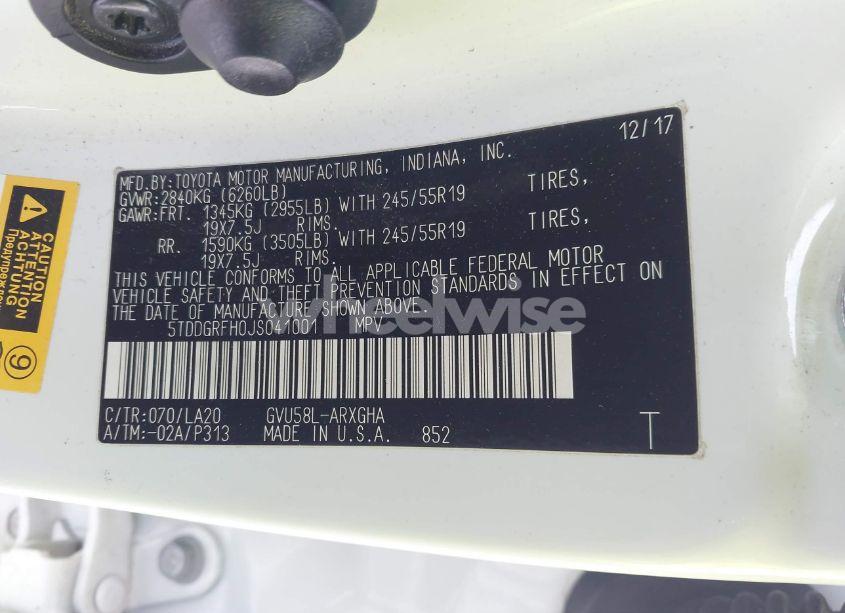 12/17
MFD.BY:TOYOTA MOTOR MANUFACTURING, INDIANA, INC.
GVWR:2840KG (6260LB)
GAWR:FRT. 1345KG (2955LB) WITH 245/55R19 TIRES,
19X7.5J RIMS.
RR. 1590KG (3505LB) WITH 245/55R19 TIRES,
19X7.5J RIMS.
THIS VEHICLE CONFORMS TO ALL APPLICABLE FEDERAL MOTOR
VEHICLE SAFETY AND THEFT PREVENTION STANDARDS IN EFFECT ON
THE DATE OF MANUFACTURE SHOWN ABOVE.
5TDDGRFH0JS041001 MPV
C/TR:070/LA20 GVU58L-ARXGHA
A/TM:-02A/P313 MADE IN U.S.A. 852 T
wheelwise
CAUTION
ATTENTION
ACHTUNG
9